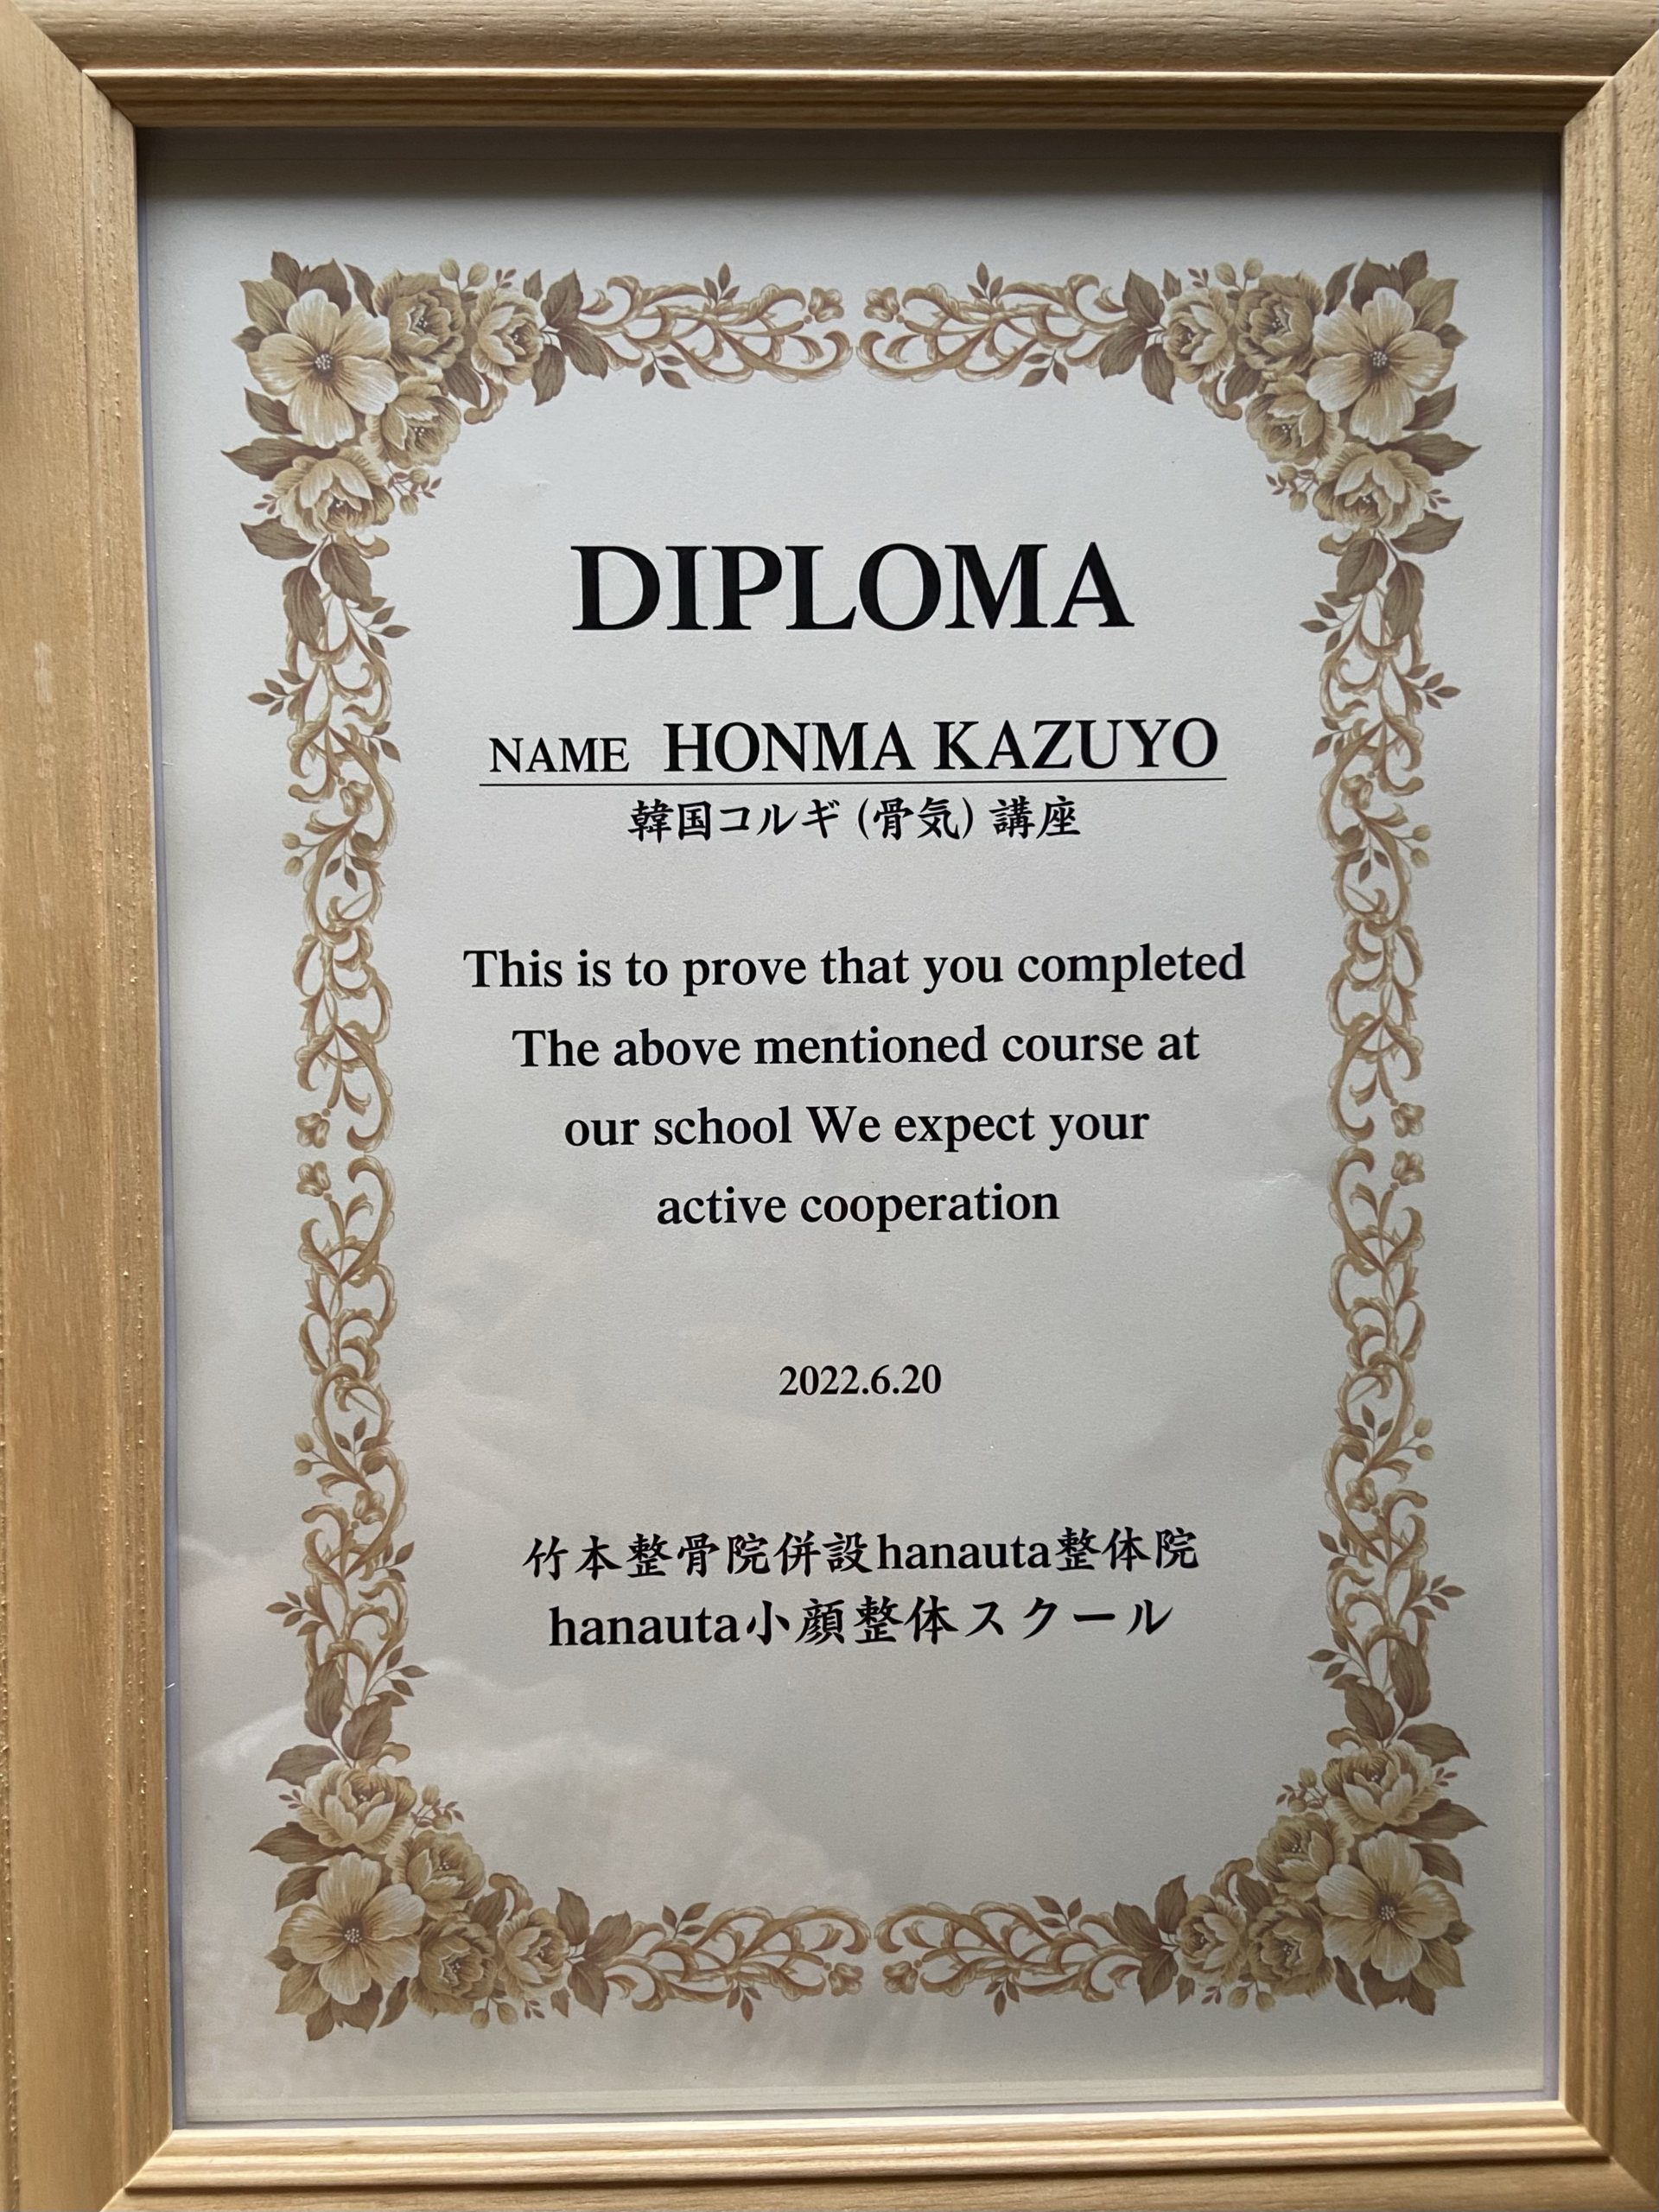 DIPLOMA
NAME HONMA KAZUYO
韓国コルギ(骨気)講座
This is to prove that you completed
The above mentioned course at
our school We expect your
active cooperation
2022.6.20
竹本整骨院併設hanauta整体院
hanauta小顔整体スクール